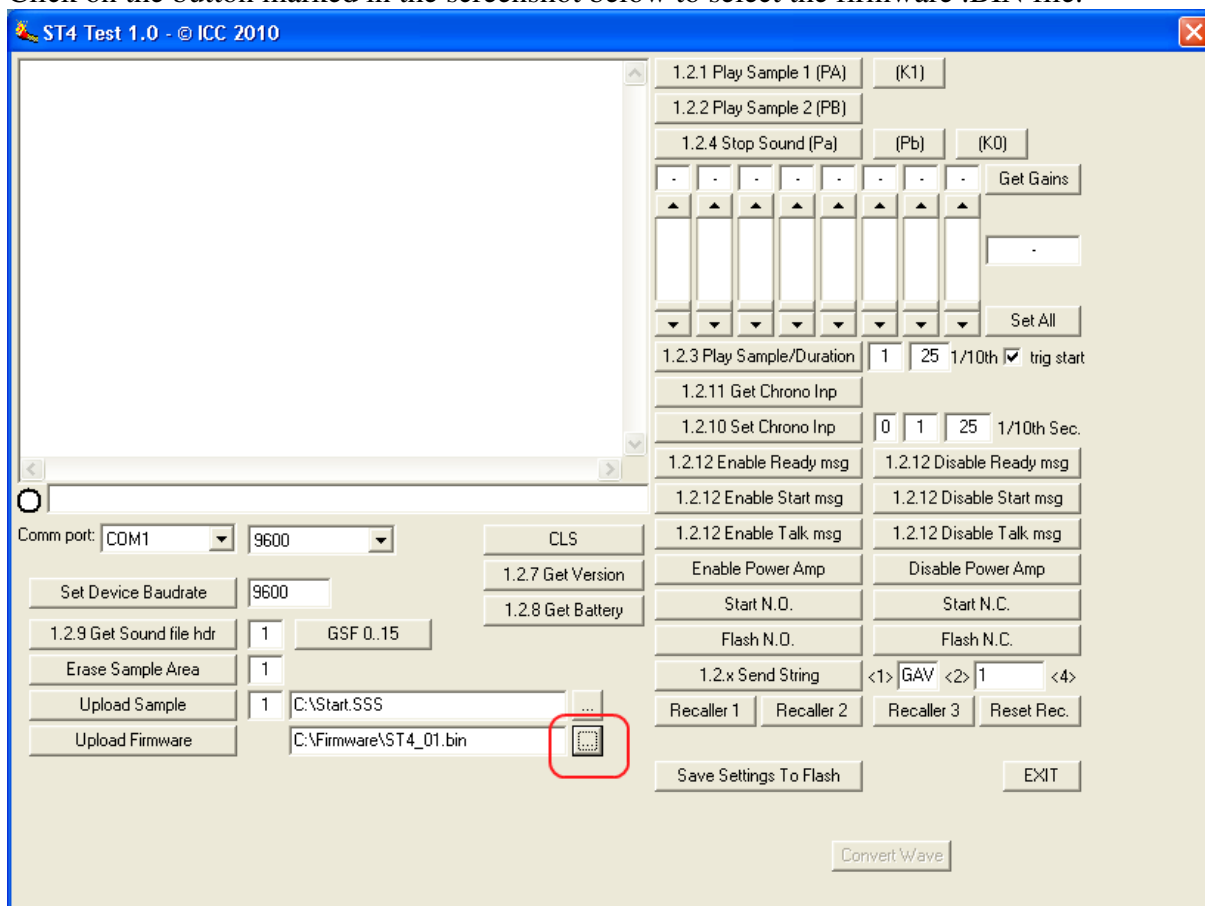 Click on the button marked in the screenshot below to select the firmware .BIN file.
ST4 Test 1.0 - © ICC 2010
1.2.1 Play Sample 1 (PA) (K1)
1.2.2 Play Sample 2 (PB)
1.2.4 Stop Sound (Pa) (Pb) (K0)
- - - - - - - - Get Gains
-
Set All
1.2.3 Play Sample/Duration 1 25 1/10th trig start
1.2.11 Get Chrono Inp
1.2.10 Set Chrono Inp 0 1 25 1/10th Sec.
1.2.12 Enable Ready msg 1.2.12 Disable Ready msg
1.2.12 Enable Start msg 1.2.12 Disable Start msg
Comm port: COM1 9600 CLS 1.2.12 Enable Talk msg 1.2.12 Disable Talk msg
1.2.7 Get Version Enable Power Amp Disable Power Amp
Set Device Baudrate 9600 1.2.8 Get Battery Start N.O. Start N.C.
1.2.9 Get Sound file hdr 1 GSF 0..15 Flash N.O. Flash N.C.
Erase Sample Area 1 1.2.x Send String <1> GAV <2> 1 <4>
Upload Sample 1 C:\Start.SSS ... Recaller 1 Recaller 2 Recaller 3 Reset Rec.
Upload Firmware C:\Firmware\ST4_01.bin ...
Save Settings To Flash EXIT
Convert Wave